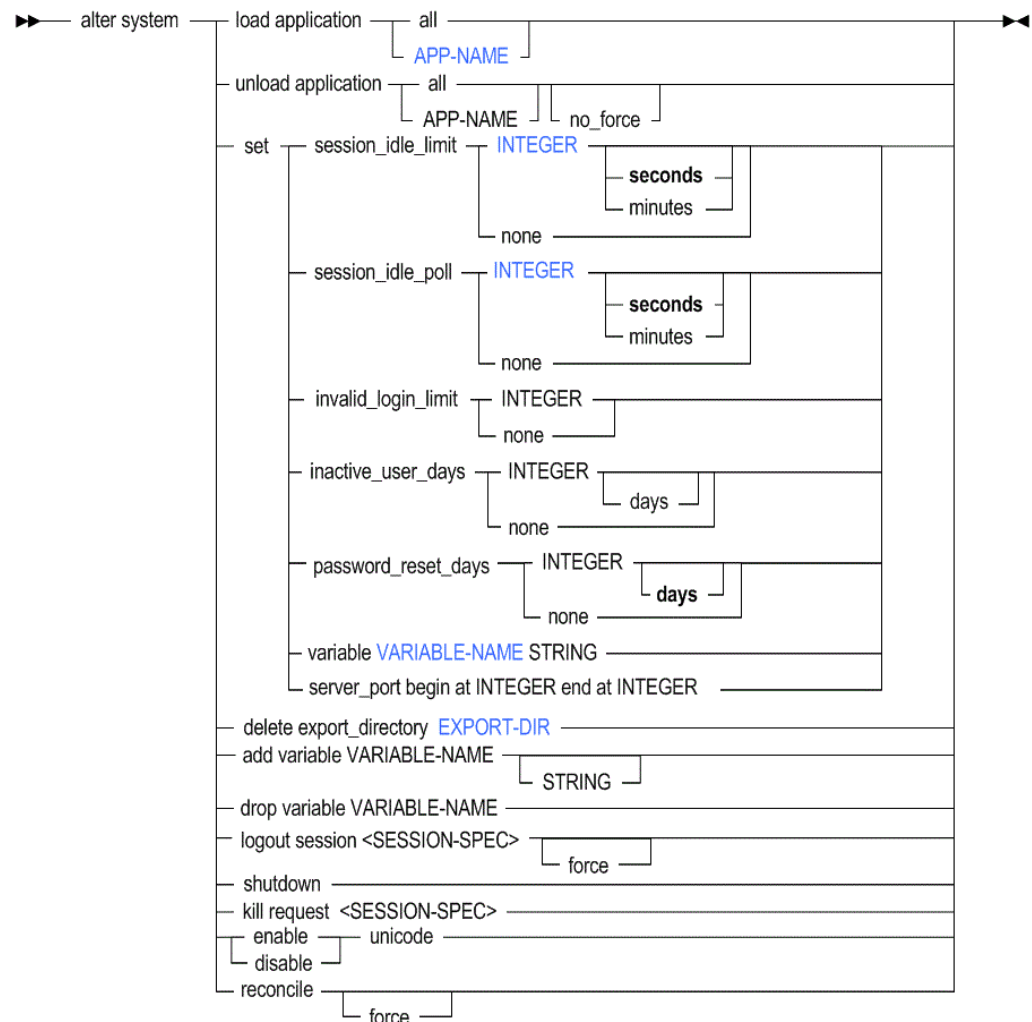 alter system load application all
APP-NAME
unload application all
APP-NAME no_force
set session_idle_limit INTEGER
seconds
minutes
none
session_idle_poll INTEGER
seconds
minutes
none
invalid_login_limit INTEGER
none
inactive_user_days INTEGER
days
none
password_reset_days INTEGER
days
none
variable VARIABLE-NAME STRING
server_port begin at INTEGER end at INTEGER
delete export_directory EXPORT-DIR
add variable VARIABLE-NAME
STRING
drop variable VARIABLE-NAME
logout session <SESSION-SPEC>
force
shutdown
kill request <SESSION-SPEC>
enable unicode
disable
reconcile
force